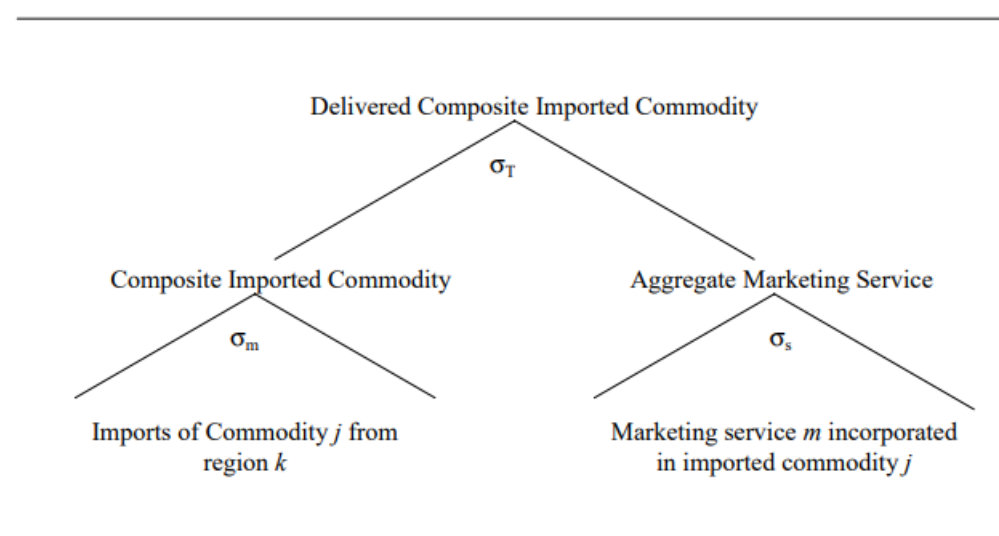 Delivered Composite Imported Commodity
σT
Composite Imported Commodity
Aggregate Marketing Service
σm
σs
Imports of Commodity j from
region k
Marketing service m incorporated
in imported commodity j